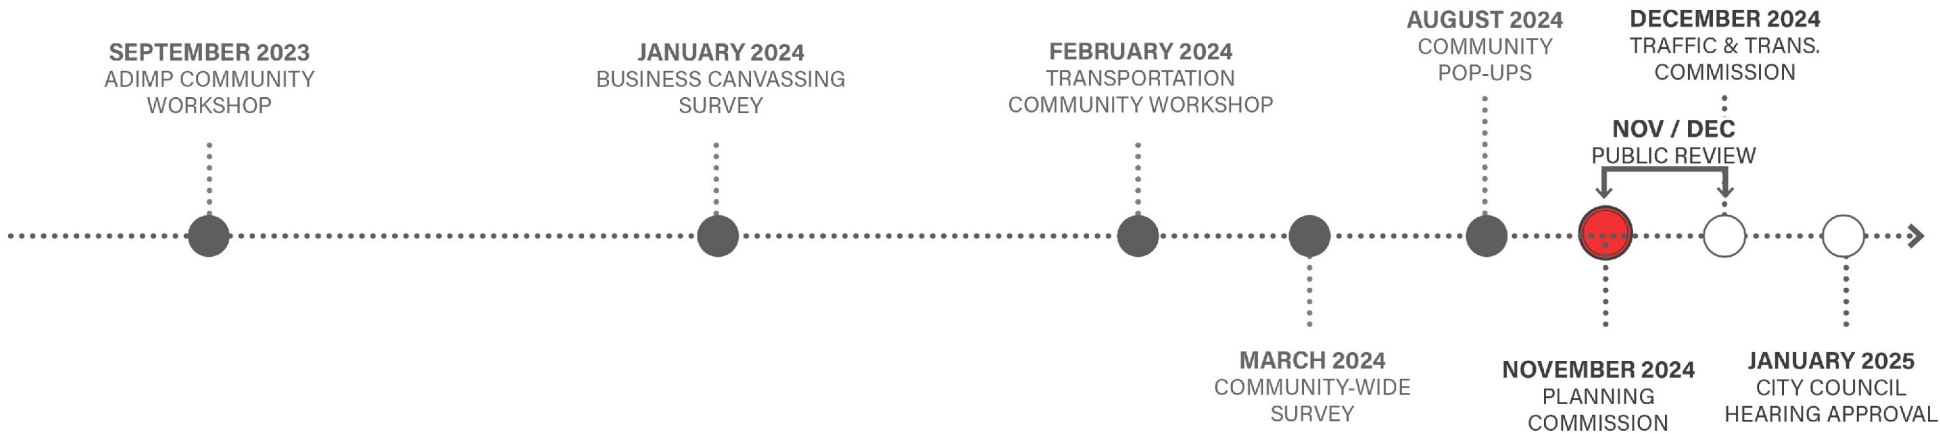 SEPTEMBER 2023
ADIMP COMMUNITY
WORKSHOP
JANUARY 2024
BUSINESS CANVASSING
SURVEY
FEBRUARY 2024
TRANSPORTATION
COMMUNITY WORKSHOP
MARCH 2024
COMMUNITY-WIDE
SURVEY
AUGUST 2024
COMMUNITY
POP-UPS
NOV / DEC
PUBLIC REVIEW
NOVEMBER 2024
PLANNING
COMMISSION
DECEMBER 2024
TRAFFIC & TRANS.
COMMISSION
JANUARY 2025
CITY COUNCIL
HEARING APPROVAL